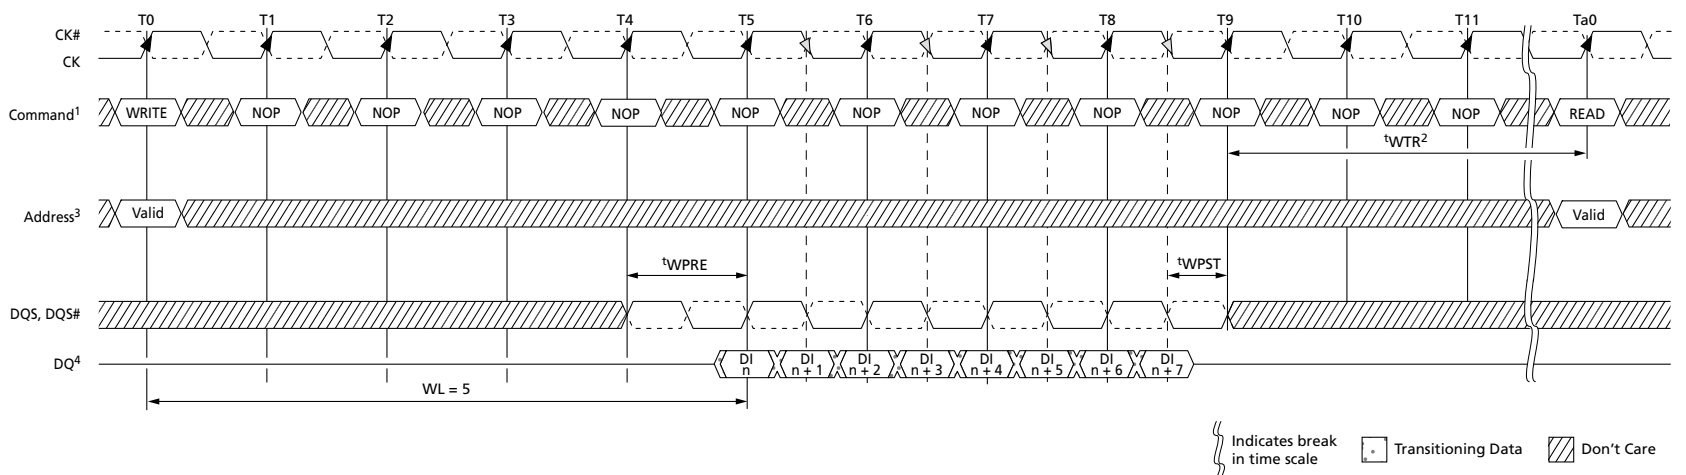 T0 T1 T2 T3 T4 T5 T6 T7 T8 T9 T10 T11 Ta0
CK#
CK
Command1 WRITE NOP NOP NOP NOP NOP NOP NOP NOP NOP NOP NOP READ
tWTR2
Address3 Valid Valid
tWPRE tWPST
DQS, DQS#
DQ4 DI n DI n + 1 DI n + 2 DI n + 3 DI n + 4 DI n + 5 DI n + 6 DI n + 7
WL = 5
Indicates break
in time scale
Transitioning Data
Don't Care